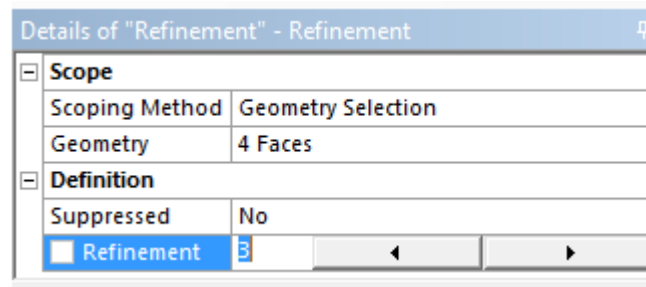 Details of "Refinement" - Refinement
Scope
Scoping Method Geometry Selection
Geometry 4 Faces
Definition
Suppressed No
Refinement 3